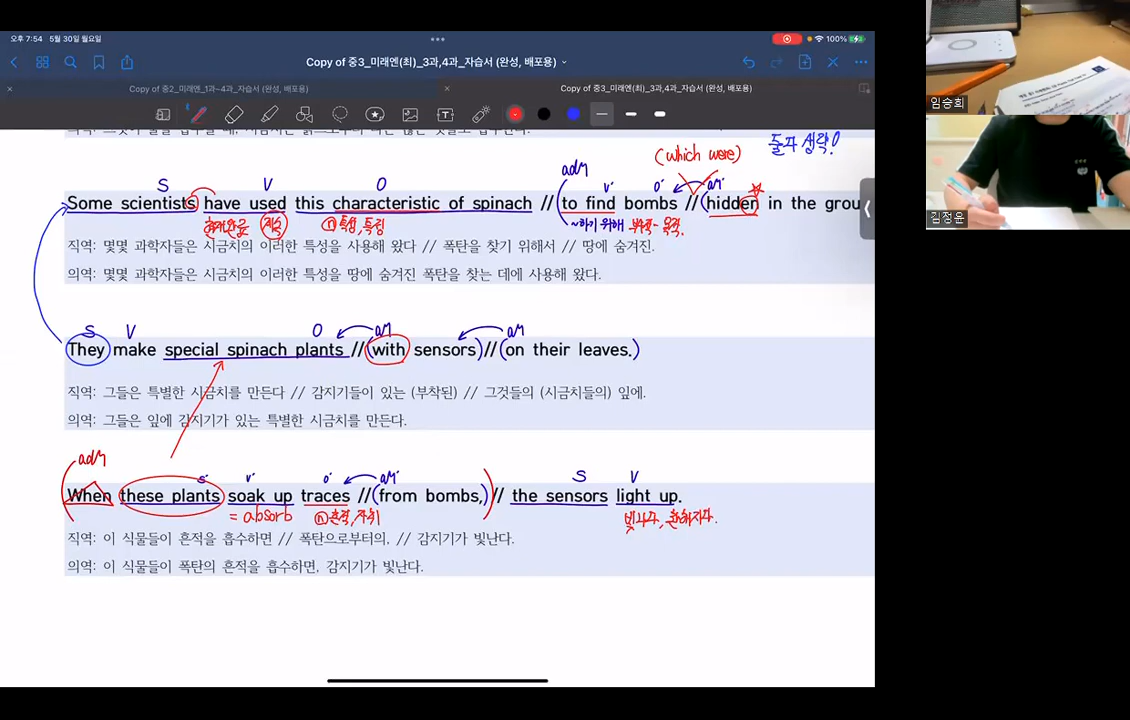 오후 7:54 5월 30일 월요일
100%
Copy of 중3_미래엔(최)_3과,4과_자습서 (완성, 배포용)
Copy of 중2_미래엔_1과~4과_자습서 (완성, 배포용)
Copy of 중3_미래엔(최)_3과,4과_자습서 (완성, 배포용)
임승희
김정윤
둘다 생략!
(which were)
adj
S V O v' o' am'
Some scientists have used this characteristic of spinach // (to find bombs // (hidden in the grou
현재완료 지속 ⓝ 특성, 특징 ~하기 위해
직역: 몇몇 과학자들은 시금치의 이러한 특성을 사용해 왔다 // 폭탄을 찾기 위해서 // 땅에 숨겨진.
의역: 몇몇 과학자들은 시금치의 이러한 특성을 땅에 숨겨진 폭탄을 찾는 데에 사용해 왔다.
S V O am am
They make special spinach plants // (with sensors) // (on their leaves.)
직역: 그들은 특별한 시금치를 만든다 // 감지기들이 있는 (부착된) // 그것들의 (시금치들의) 잎에.
의역: 그들은 잎에 감지기가 있는 특별한 시금치를 만든다.
adj
s' v' o' am' S V
(When these plants soak up traces // (from bombs,)) // the sensors light up.
= absorb ⓝ 흔적, 자취 빛나다, 환해지다.
직역: 이 식물들이 흔적을 흡수하면 // 폭탄으로부터의, // 감지기가 빛난다.
의역: 이 식물들이 폭탄의 흔적을 흡수하면, 감지기가 빛난다.